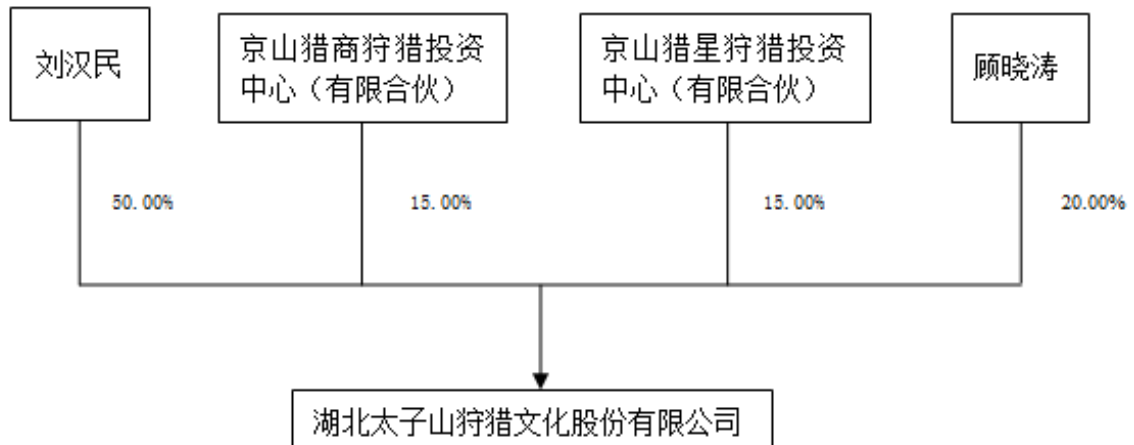 刘汉民
京山猎商狩猎投资
中心（有限合伙）
京山猎星狩猎投资
中心（有限合伙）
顾晓涛
50.00%
15.00%
15.00%
20.00%
湖北太子山狩猎文化股份有限公司